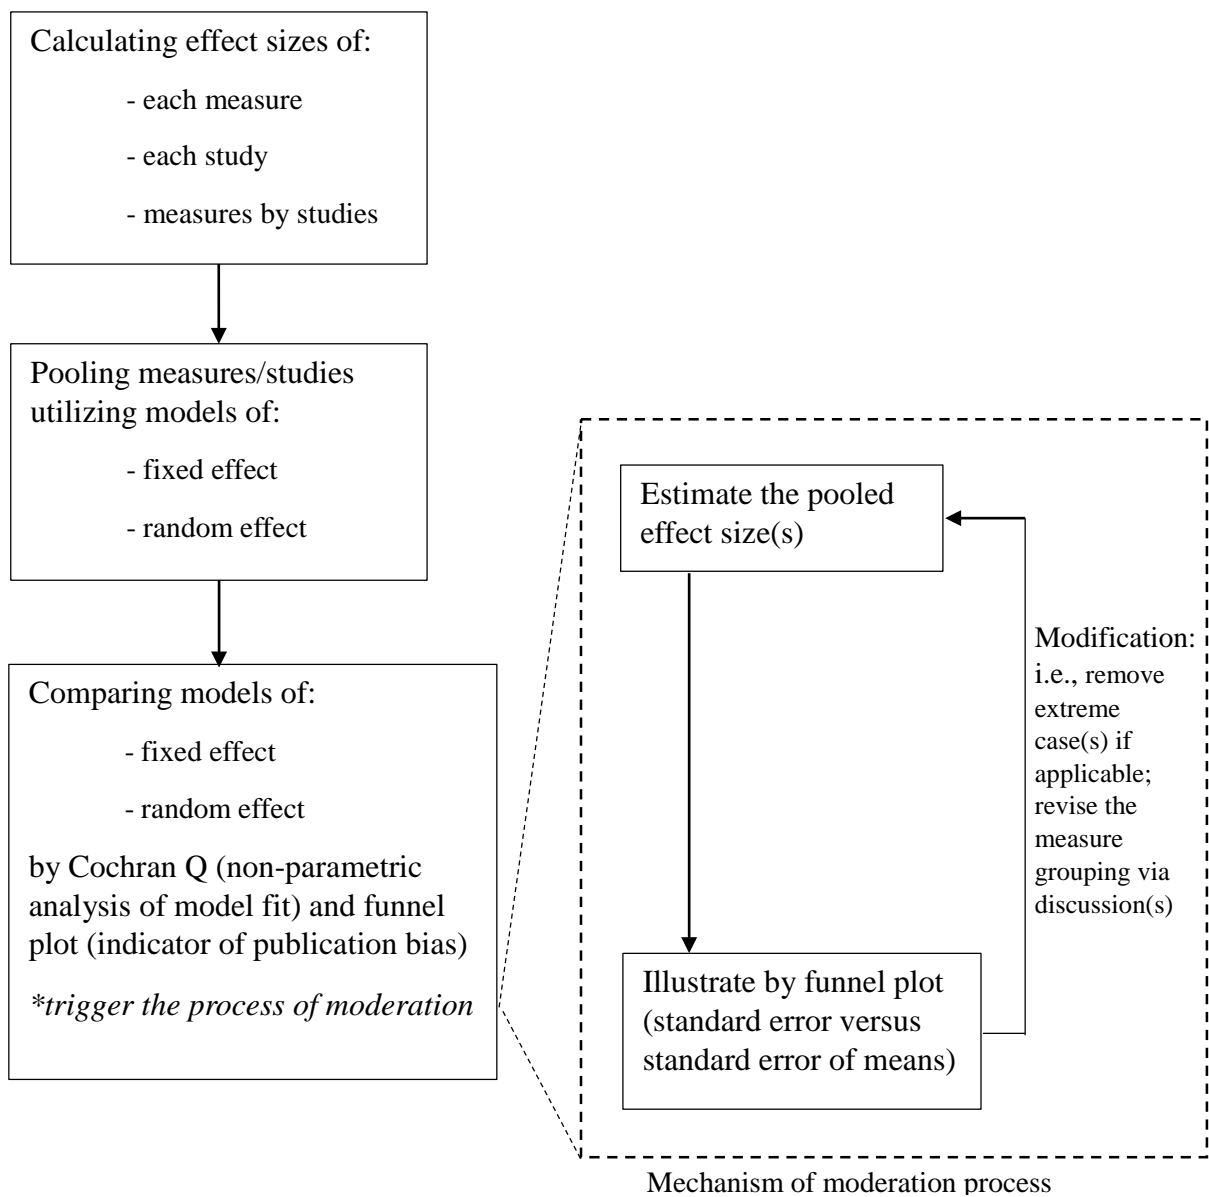 Calculating effect sizes of:
- each measure
- each study
- measures by studies
Pooling measures/studies
utilizing models of:
- fixed effect
- random effect
Comparing models of:
- fixed effect
- random effect
by Cochran Q (non-parametric
analysis of model fit) and funnel
plot (indicator of publication bias)
*trigger the process of moderation
Estimate the pooled
effect size(s)
Modification:
i.e., remove
extreme
case(s) if
applicable;
revise the
measure
grouping via
discussion(s)
Illustrate by funnel plot
(standard error versus
standard error of means)
Mechanism of moderation process